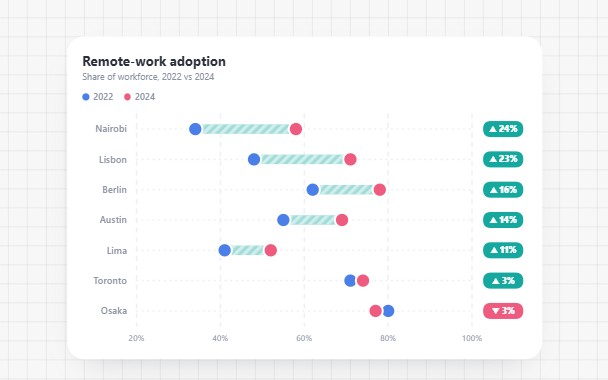 Remote-work adoption
Share of workforce, 2022 vs 2024
2022 2024
Nairobi ▲ 24%
Lisbon ▲ 23%
Berlin ▲ 16%
Austin ▲ 14%
Lima ▲ 11%
Toronto ▲ 3%
Osaka ▼ 3%
20% 40% 60% 80% 100%